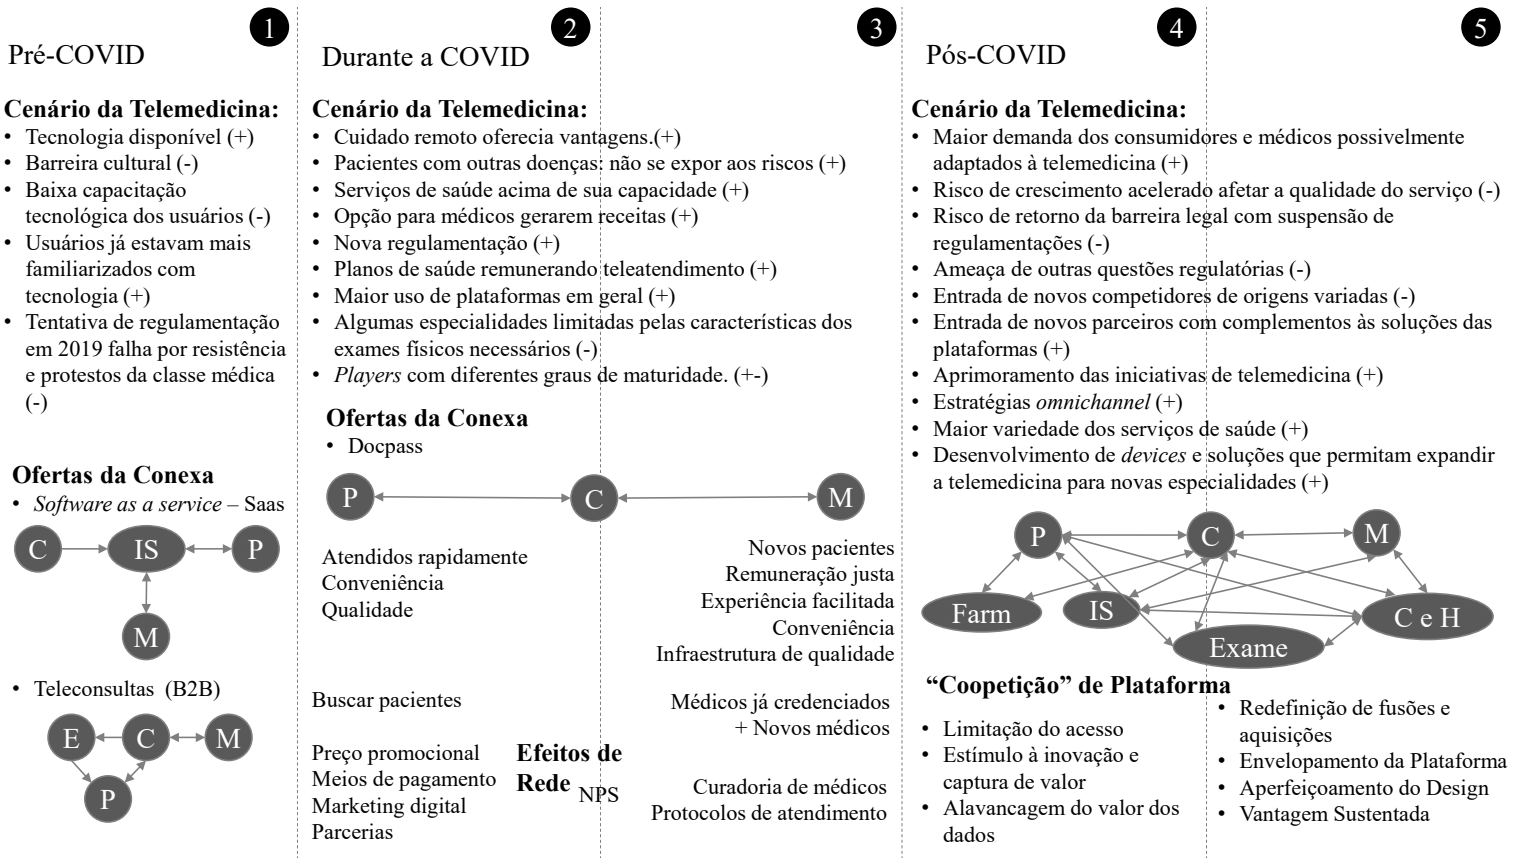 1
Pré-COVID
Cenário da Telemedicina:
• Tecnologia disponível (+)
• Barreira cultural (-)
• Baixa capacitação
tecnológica dos usuários (-)
• Usuários já estavam mais
familiarizados com
tecnologia (+)
• Tentativa de regulamentação
em 2019 falha por resistência
e protestos da classe médica
(-)
Ofertas da Conexa
• Software as a service – Saas
C
IS
P
M
• Teleconsultas (B2B)
E
C
M
P
2
3
Durante a COVID
Cenário da Telemedicina:
• Cuidado remoto oferecia vantagens.(+)
• Pacientes com outras doenças: não se expor aos riscos (+)
• Serviços de saúde acima de sua capacidade (+)
• Opção para médicos gerarem receitas (+)
• Nova regulamentação (+)
• Planos de saúde remunerando teleatendimento (+)
• Maior uso de plataformas em geral (+)
• Algumas especialidades limitadas pelas características dos
exames físicos necessários (-)
• Players com diferentes graus de maturidade. (+-)
Ofertas da Conexa
• Docpass
P
C
M
Atendidos rapidamente
Conveniência
Qualidade
Novos pacientes
Remuneração justa
Experiência facilitada
Conveniência
Infraestrutura de qualidade
Buscar pacientes
Médicos já credenciados
+ Novos médicos
Preço promocional
Meios de pagamento
Marketing digital
Parcerias
Efeitos de
Rede
NPS
Curadoria de médicos
Protocolos de atendimento
4
5
Pós-COVID
Cenário da Telemedicina:
• Maior demanda dos consumidores e médicos possivelmente
adaptados à telemedicina (+)
• Risco de crescimento acelerado afetar a qualidade do serviço (-)
• Risco de retorno da barreira legal com suspensão de
regulamentações (-)
• Ameaça de outras questões regulatórias (-)
• Entrada de novos competidores de origens variadas (-)
• Entrada de novos parceiros com complementos às soluções das
plataformas (+)
• Aprimoramento das iniciativas de telemedicina (+)
• Estratégias omnichannel (+)
• Maior variedade dos serviços de saúde (+)
• Desenvolvimento de devices e soluções que permitam expandir
a telemedicina para novas especialidades (+)
P
C
M
Farm
IS
C e H
Exame
“Coopetição” de Plataforma
• Limitação do acesso
• Estímulo à inovação e
captura de valor
• Alavancagem do valor dos
dados
• Redefinição de fusões e
aquisições
• Envelopamento da Plataforma
• Aperfeiçoamento do Design
• Vantagem Sustentada